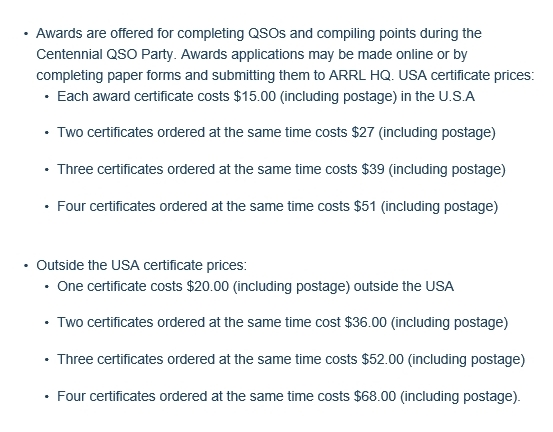 • Awards are offered for completing QSOs and compiling points during the
Centennial QSO Party. Awards applications may be made online or by
completing paper forms and submitting them to ARRL HQ. USA certificate prices:
• Each award certificate costs $15.00 (including postage) in the U.S.A
• Two certificates ordered at the same time costs $27 (including postage)
• Three certificates ordered at the same time costs $39 (including postage)
• Four certificates ordered at the same time costs $51 (including postage)
• Outside the USA certificate prices:
• One certificate costs $20.00 (including postage) outside the USA
• Two certificates ordered at the same time cost $36.00 (including postage)
• Three certificates ordered at the same time costs $52.00 (including postage)
• Four certificates ordered at the same time costs $68.00 (including postage).